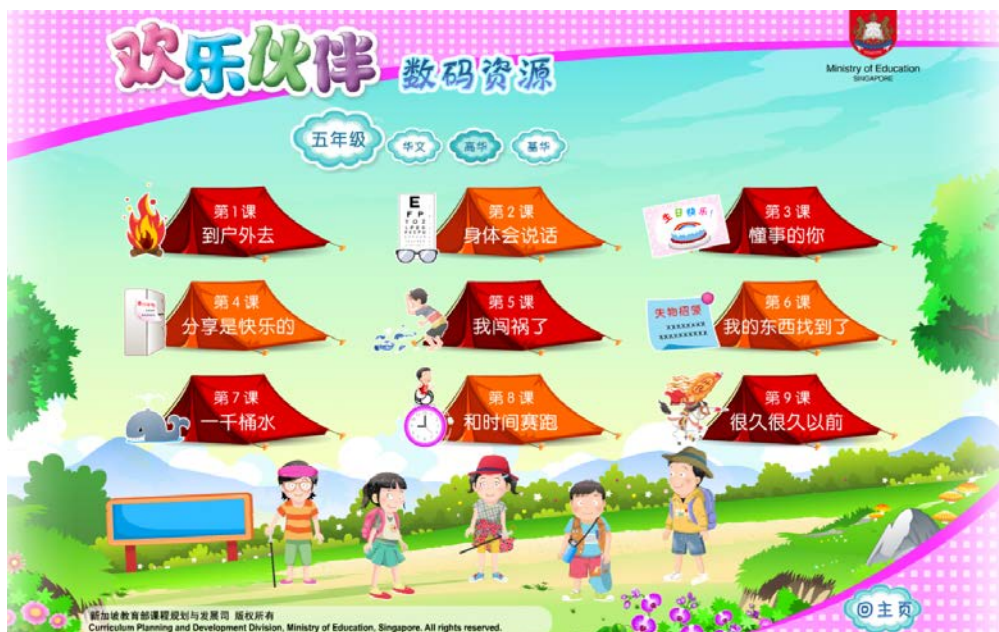 欢乐伙伴 数码资源
Ministry of Education
SINGAPORE
五年级 华文 高华 基华
第1课
到户外去
E
F P
第2课
身体会说话
生日快乐!
第3课
懂事的你
第4课
分享是快乐的
第5课
我闯祸了
失物招领
XXXXXXXX
XXXXXXXXXX
第6课
我的东西找到了
第7课
一千桶水
第8课
和时间赛跑
第9课
很久很久以前
回主页
新加坡教育部课程规划与发展司 版权所有
Curriculum Planning and Development Division, Ministry of Education, Singapore. All rights reserved.